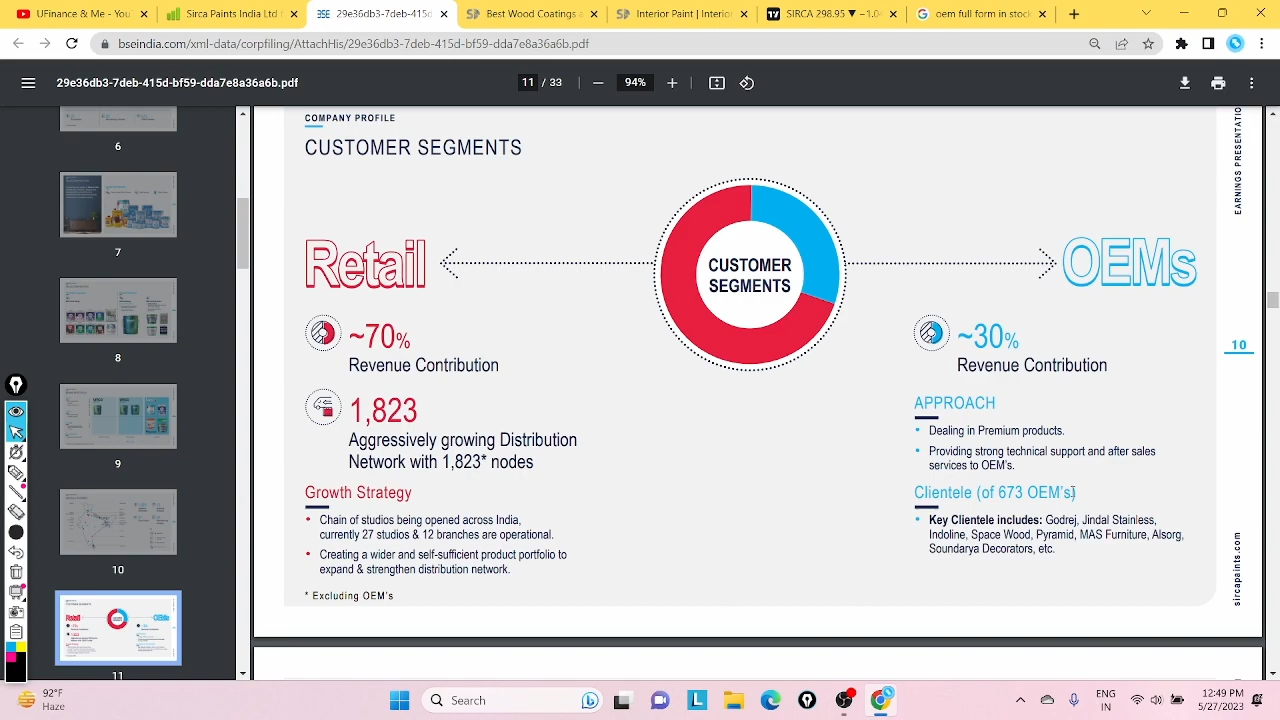 UFinance & Me - You
Sirca Paints India Ltd
29e36db3-7deb-415d-bf5
Best Wood Coatings
Interior Paint | Interior
SIRCA 298.95 ▼ −1.0
oem full form in stock
bseindia.com/xml-data/corpfiling/AttachHis/29e36db3-7deb-415d-bf59-dda7e8a36a6b.pdf
29e36db3-7deb-415d-bf59-dda7e8a36a6b.pdf
11 / 33
94%
6
7
8
9
10
11
COMPANY PROFILE
CUSTOMER SEGMENTS
EARNINGS PRESENTATIO
Retail
CUSTOMER
SEGMENTS
OEMs
~70%
Revenue Contribution
1,823
Aggressively growing Distribution
Network with 1,823* nodes
Growth Strategy
• Chain of studios being opened across India,
currently 27 studios & 12 branches are operational.
• Creating a wider and self-sufficient product portfolio to
expand & strengthen distribution network.
* Excluding OEM's
~30%
Revenue Contribution
APPROACH
• Dealing in Premium products.
• Providing strong technical support and after sales
services to OEM's.
Clientele (of 673 OEM's)
• Key Clientele includes: Godrej, Jindal Stainless,
Indoline, Space Wood, Pyramid, MAS Furniture, Alsorg,
Soundarya Decorators, etc.
10
sircapaint.com
92°F
Haze
Search
ENG
IN
12:49 PM
5/27/2023